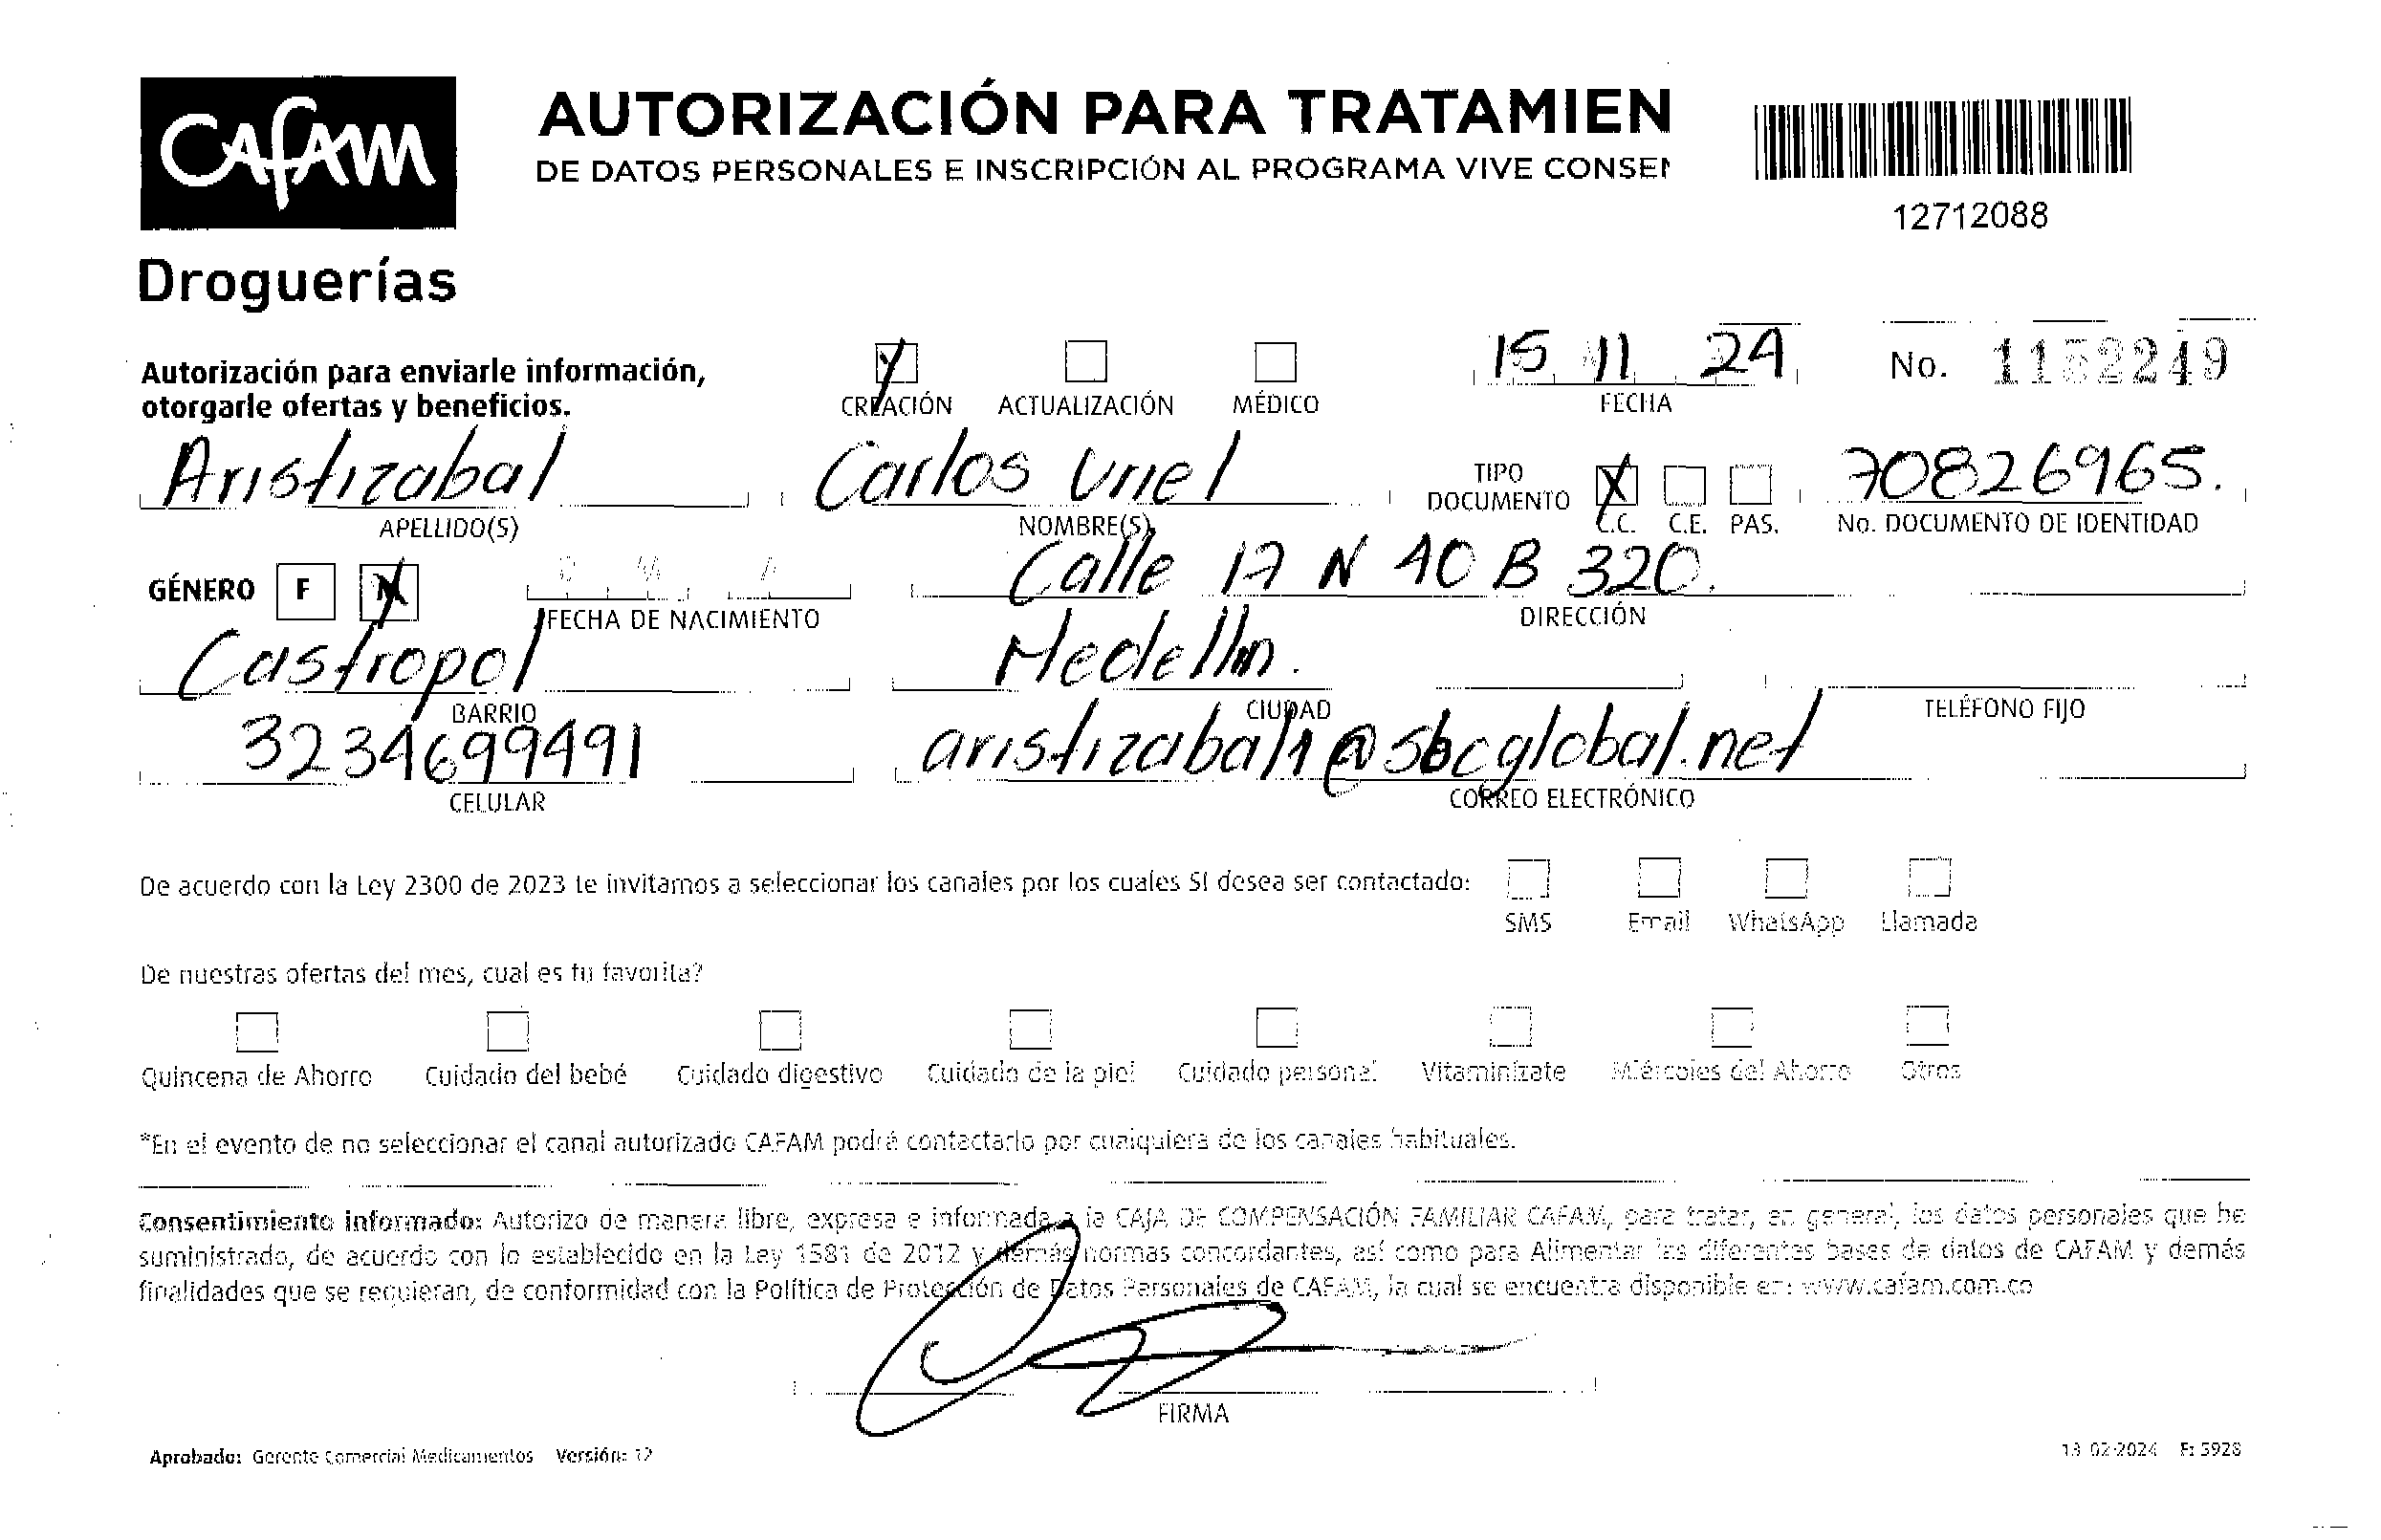 CAFAM
AUTORIZACIÓN PARA TRATAMIEN
DE DATOS PERSONALES E INSCRIPCIÓN AL PROGRAMA VIVE CONSE
12712088
Droguerías
Autorización para enviarle información,
otorgarle ofertas y beneficios.
CREACIÓN ACTUALIZACIÓN MÉDICO
15 11 24
FECHA
No. 1152249
Aristizabal
APELLIDO(S)
Carlos Uriel
NOMBRE(S)
TIPO
DOCUMENTO
C.C. C.E. PAS.
70826965.
No. DOCUMENTO DE IDENTIDAD
GÉNERO F M
D M A
FECHA DE NACIMIENTO
Calle 17 N 40 B 320.
DIRECCIÓN
Castropol
BARRIO
Medellin.
CIUDAD
TELÉFONO FIJO
3234699491
CELULAR
aristizabal1@sbcglobal.net
CORREO ELECTRÓNICO
De acuerdo con la Ley 2300 de 2023 te invitamos a seleccionar los canales por los cuales SI desea ser contactado:
SMS Email WhatsApp Llamada
De nuestras ofertas del mes, cual es tu favorita?
Quincena de Ahorro Cuidado del bebé Cuidado digestivo Cuidado de la piel Cuidado personal Vitaminízate Miércoles del Ahorro Otros
*En el evento de no seleccionar el canal autorizado CAFAM podrá contactarlo por cualquiera de los canales habituales.
Consentimiento informado: Autorizo de manera libre, expresa e informada a la CAJA DE COMPENSACIÓN FAMILIAR CAFAM, para tratar, en general, los datos personales que he
suministrado, de acuerdo con lo establecido en la Ley 1581 de 2012 y demás normas concordantes, así como para Alimentar las diferentes bases de datos de CAFAM y demás
finalidades que se requieran, de conformidad con la Política de Protección de Datos Personales de CAFAM, la cual se encuentra disponible en: www.cafam.com.co
FIRMA
Aprobado: Gerente Comercial Medicamentos Versión: 12
13-02-2024 F: 5928